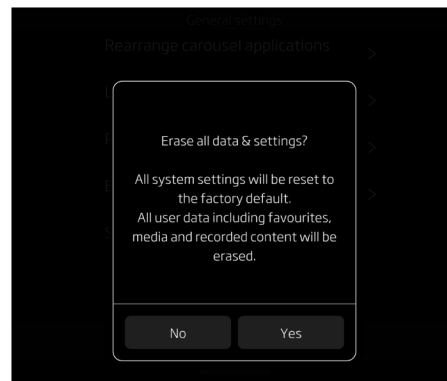 General settings
Rearrange carousel applications
Erase all data & settings?
All system settings will be reset to
the factory default.
All user data including favourites,
media and recorded content will be
erased.
No
Yes